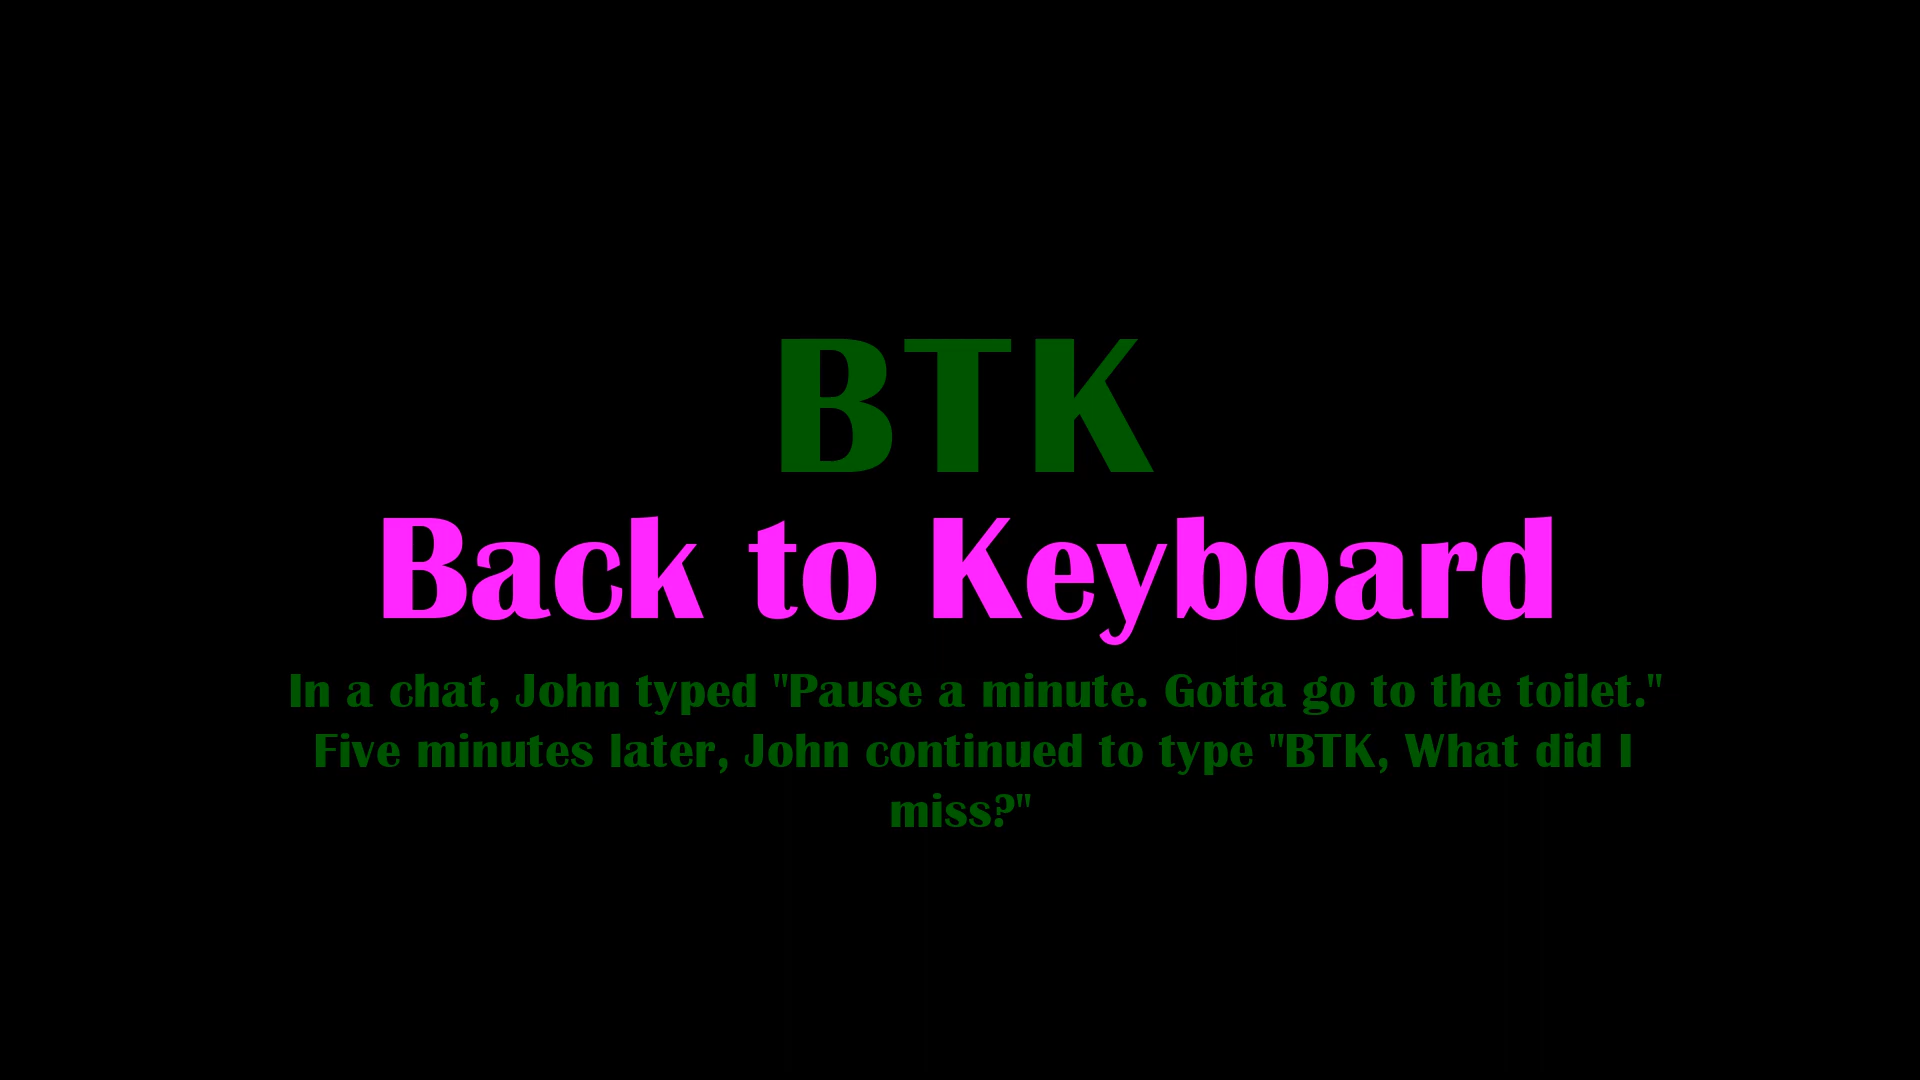 BTK
Back to Keyboard
In a chat, John typed "Pause a minute. Gotta go to the toilet."
Five minutes later, John continued to type "BTK, What did I
miss?"